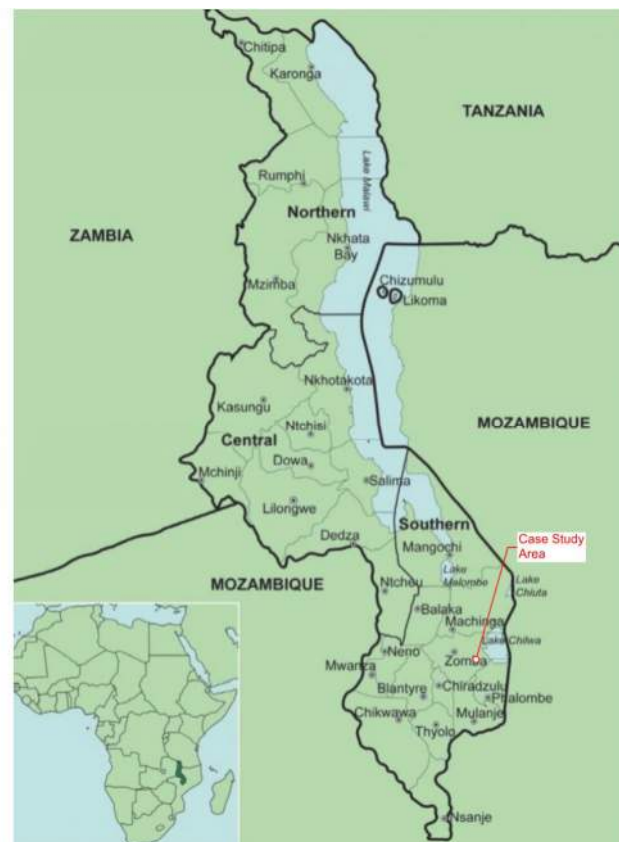 Chitipa
Karonga
TANZANIA
Lake Malawi
Rumphi
Northern
ZAMBIA
Nkhata
Bay
Mzimba
Chizumulu
Likoma
Nkhotakota
Kasungu
MOZAMBIQUE
Ntchisi
Central
Dowa
Mchinji
Salima
Lilongwe
Southern
Dedza
Case Study
Area
Mangochi
MOZAMBIQUE
Lake
Malombe
Lake
Chiuta
Ntcheu
Balaka
Machinga
Lake Chilwa
Neno
Zomba
Mwanza
Chiradzulu
Blantyre
Phalombe
Chikwawa
Mulanje
Thyolo
Nsanje